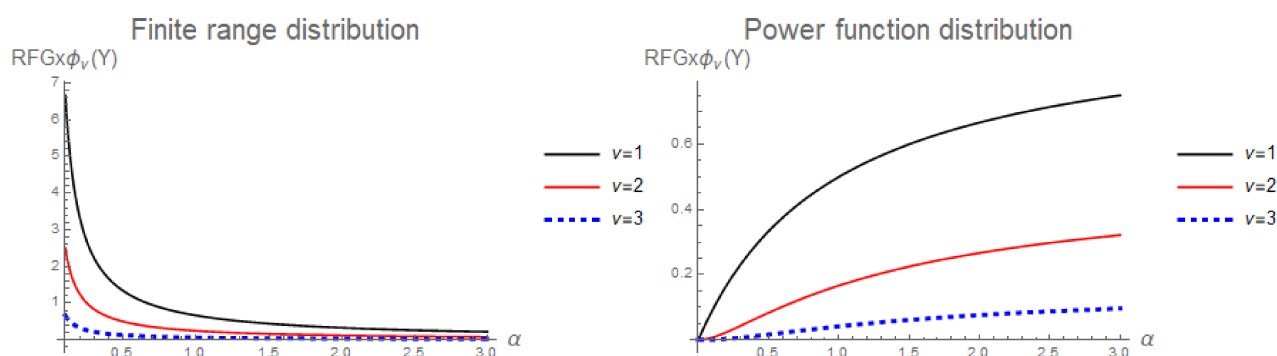 Finite range distribution
RFGxϕᵥ(Y)
7
6
5
4
3
2
1
0.5
1.0
1.5
2.0
2.5
3.0
α
v=1
v=2
v=3
Power function distribution
RFGxϕᵥ(Y)
0.6
0.4
0.2
0.5
1.0
1.5
2.0
2.5
3.0
α
v=1
v=2
v=3